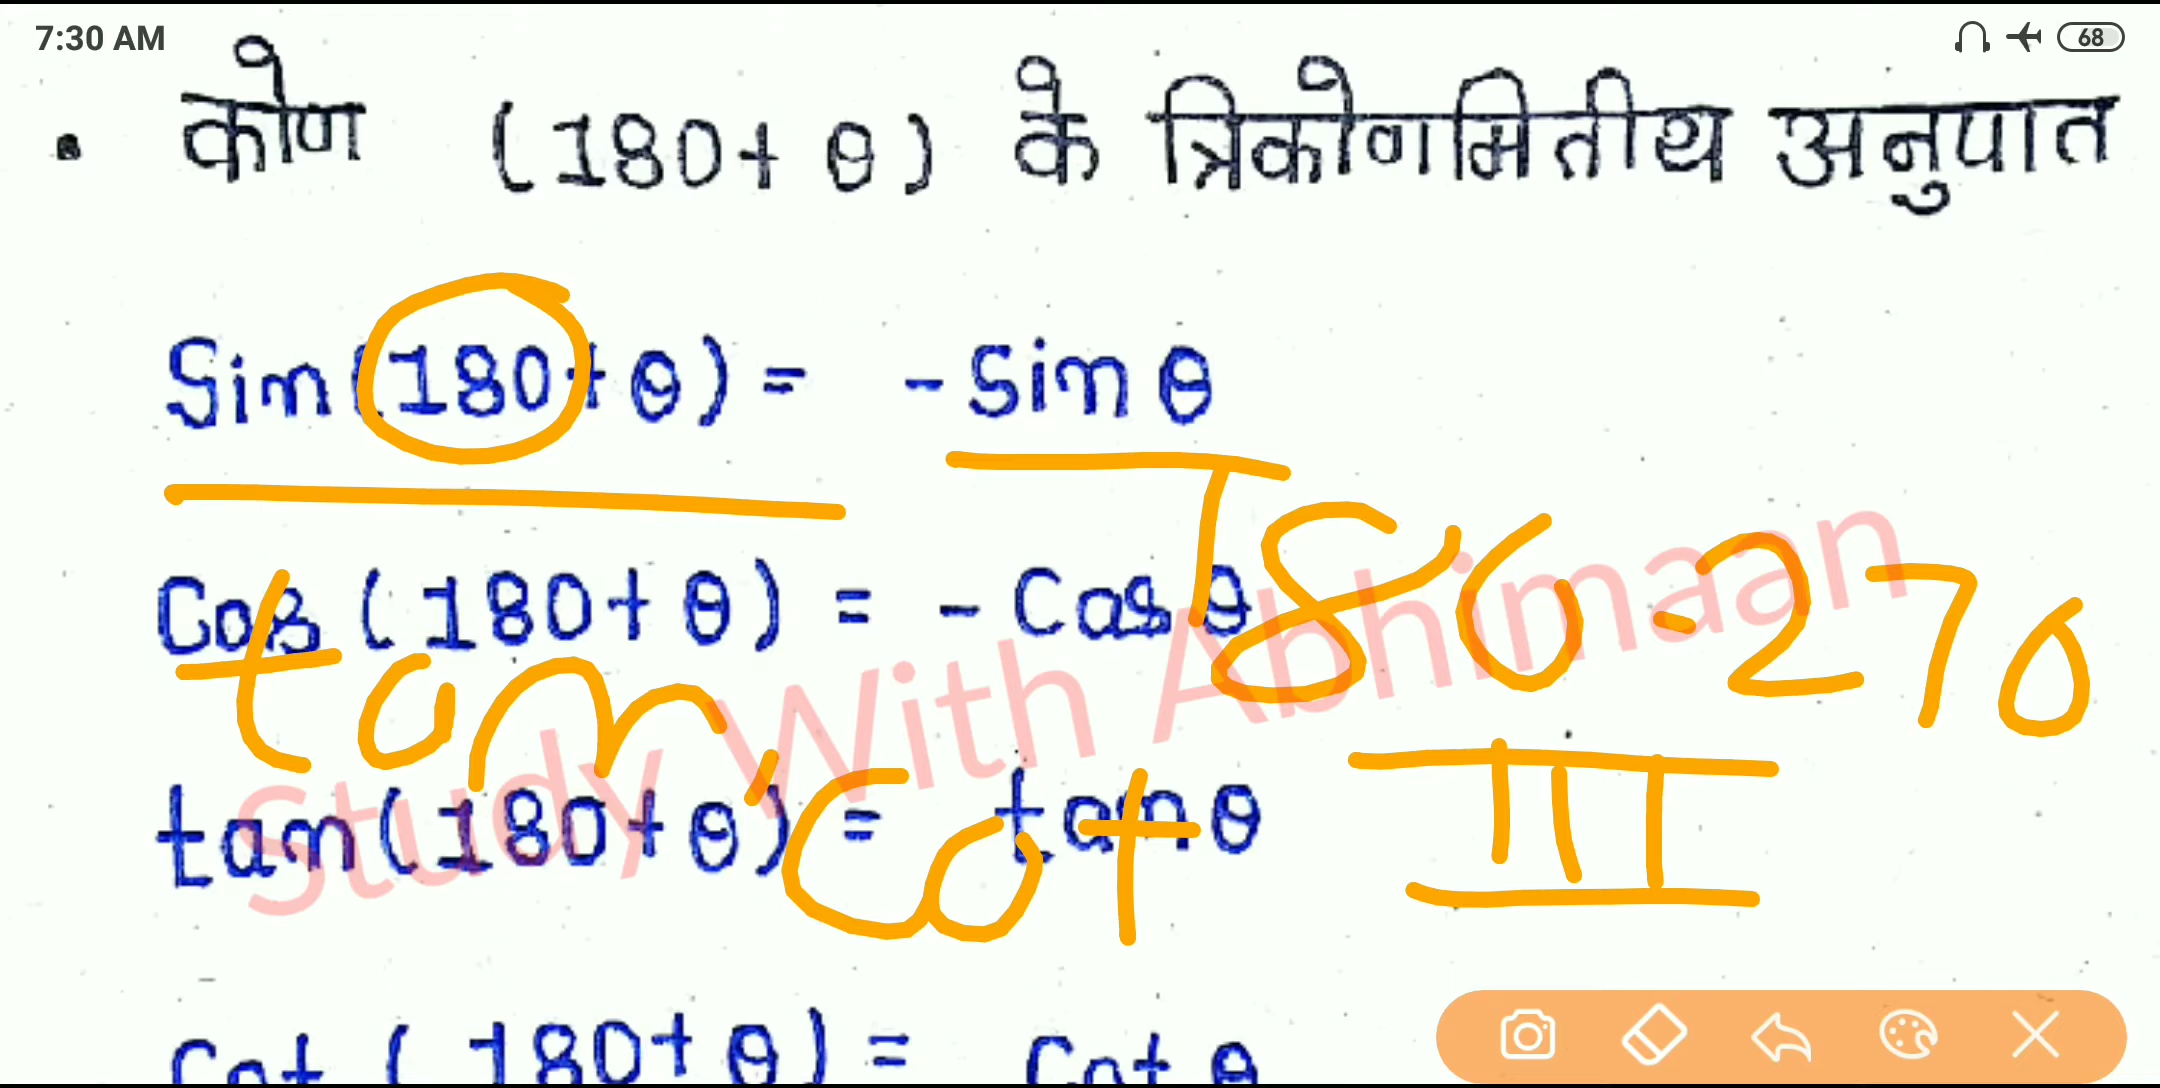 7:30 AM 68
• कोण (180+ θ) के त्रिकोणमितीय अनुपात
Sin(180+θ) = -Sin θ
180-270
Cos (180+θ) = -Cos θ
tan, Cot
III
tan(180+θ) = tan θ
Cot (180+θ) = Cot θ
Study With Abhimaan